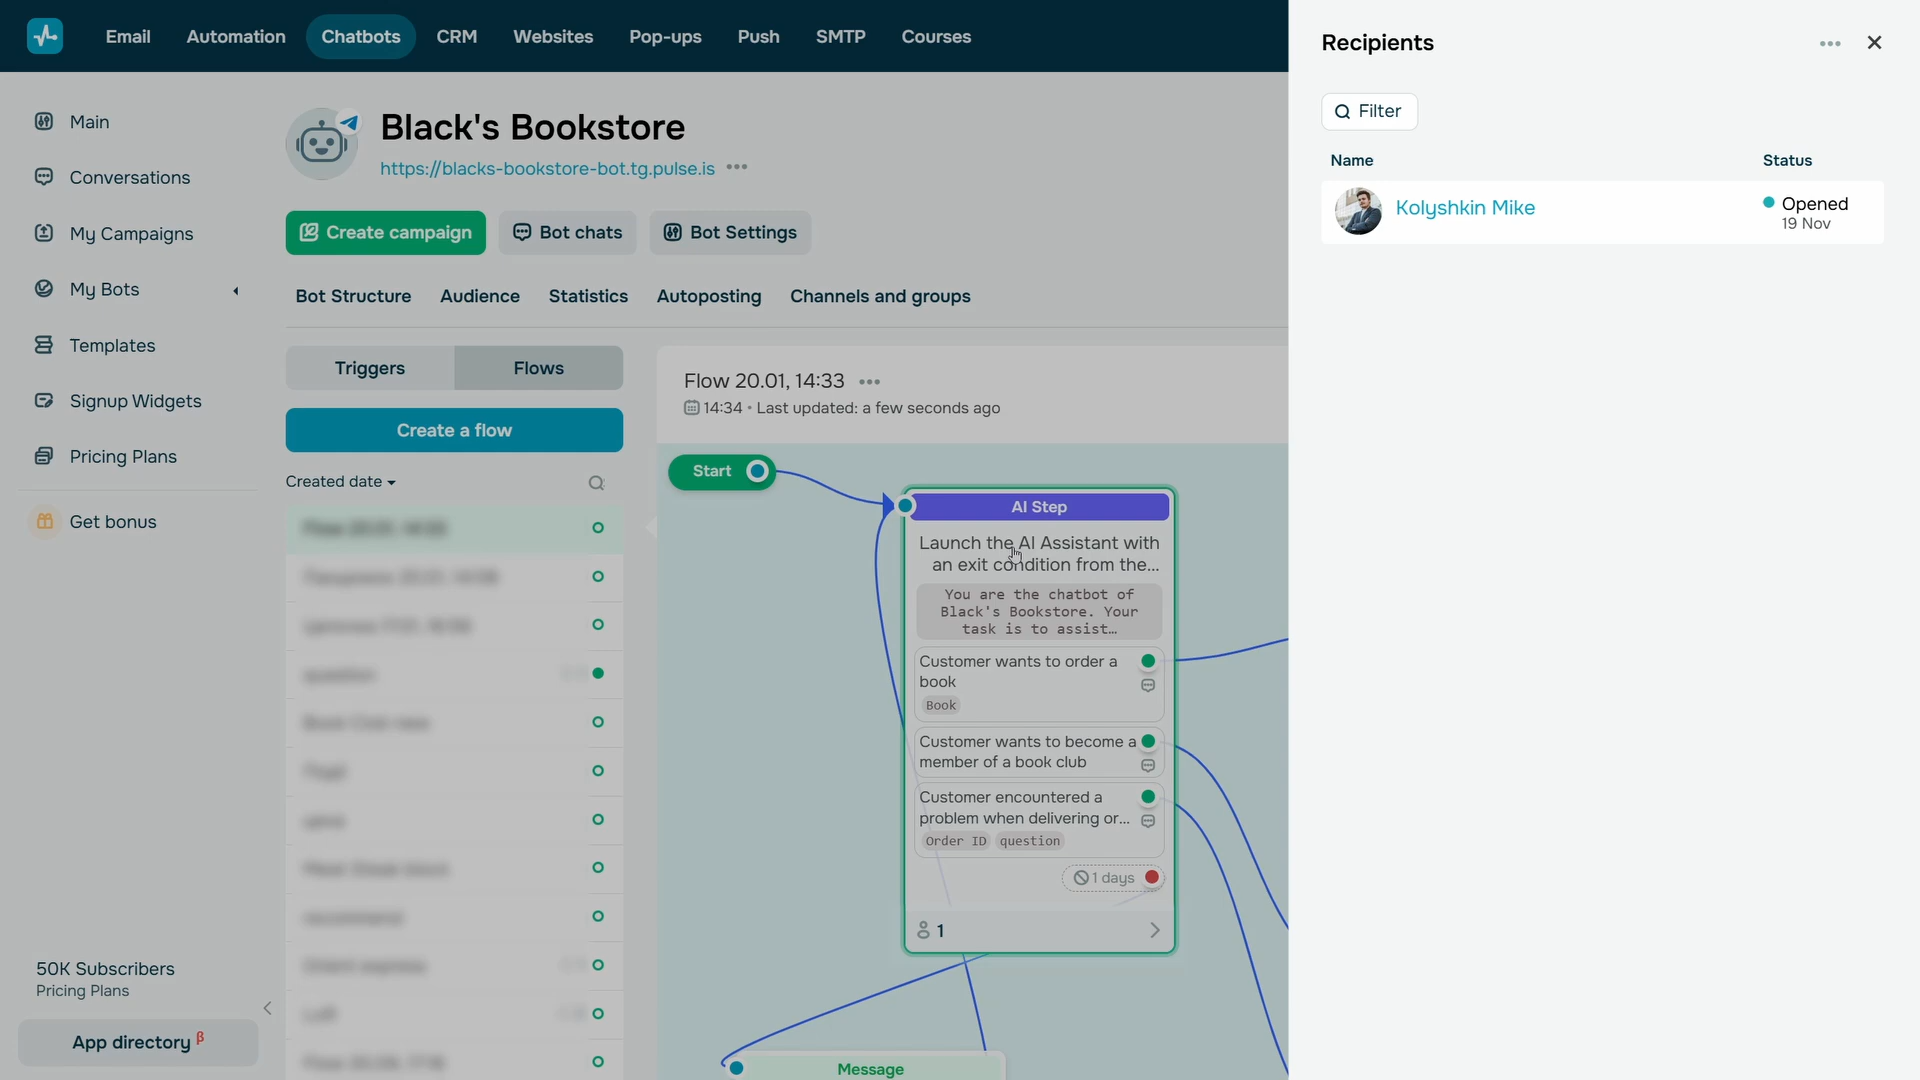 Email
Automation
Chatbots
CRM
Websites
Pop-ups
Push
SMTP
Courses
Main
Conversations
My Campaigns
My Bots
Templates
Signup Widgets
Pricing Plans
Get bonus
50K Subscribers
Pricing Plans
App directory β
Black's Bookstore
https://blacks-bookstore-bot.tg.pulse.is
Create campaign
Bot chats
Bot Settings
Bot Structure
Audience
Statistics
Autoposting
Channels and groups
Triggers
Flows
Create a flow
Created date
Flow 20.01, 14:33
14:34 • Last updated: a few seconds ago
Start
AI Step
Launch the AI Assistant with
an exit condition from the...
You are the chatbot of
Black's Bookstore. Your
task is to assist…
Customer wants to order a
book
Book
Customer wants to become a
member of a book club
Customer encountered a
problem when delivering or...
Order ID question
1 days
1
Message
Recipients
Filter
Name
Status
Kolyshkin Mike
Opened
19 Nov